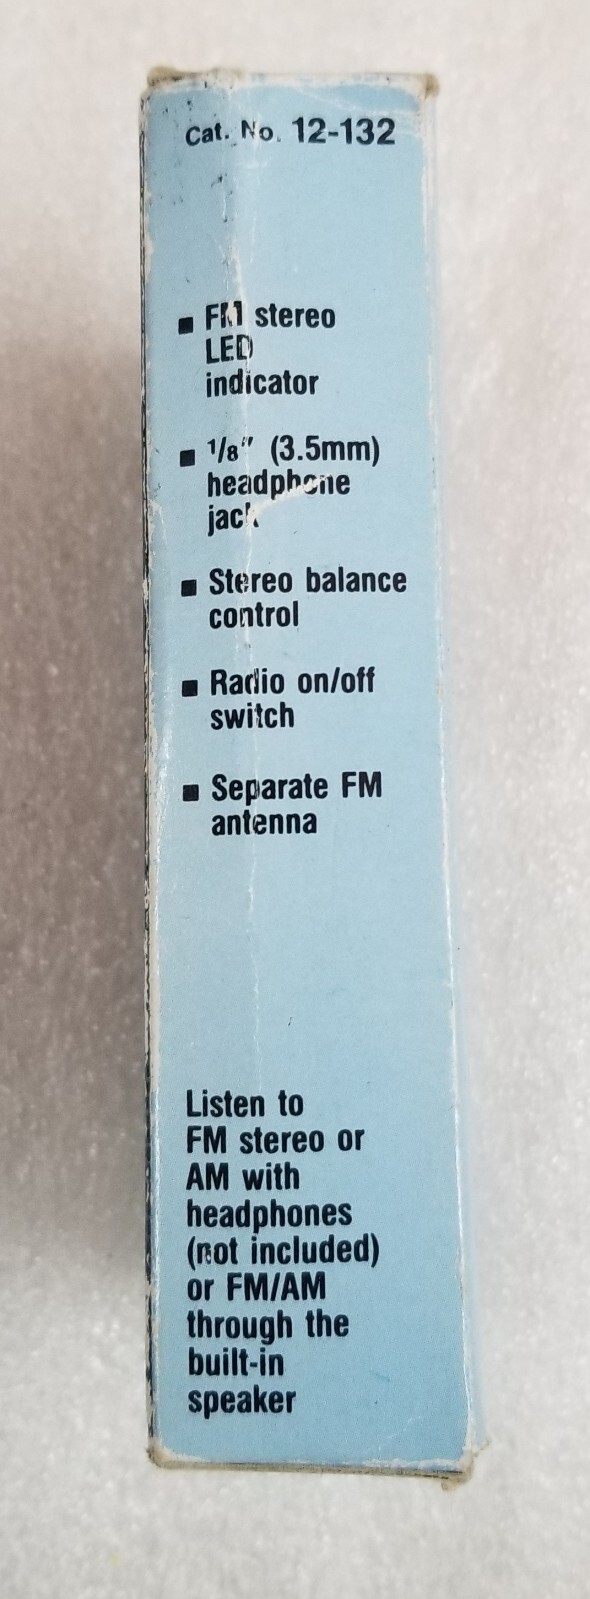 Cat. No. 12-132
■ FM stereo
LED
indicator
■ 1/8" (3.5mm)
headphone
jack
■ Stereo balance
control
■ Radio on/off
switch
■ Separate FM
antenna
Listen to
FM stereo or
AM with
headphones
(not included)
or FM/AM
through the
built-in
speaker